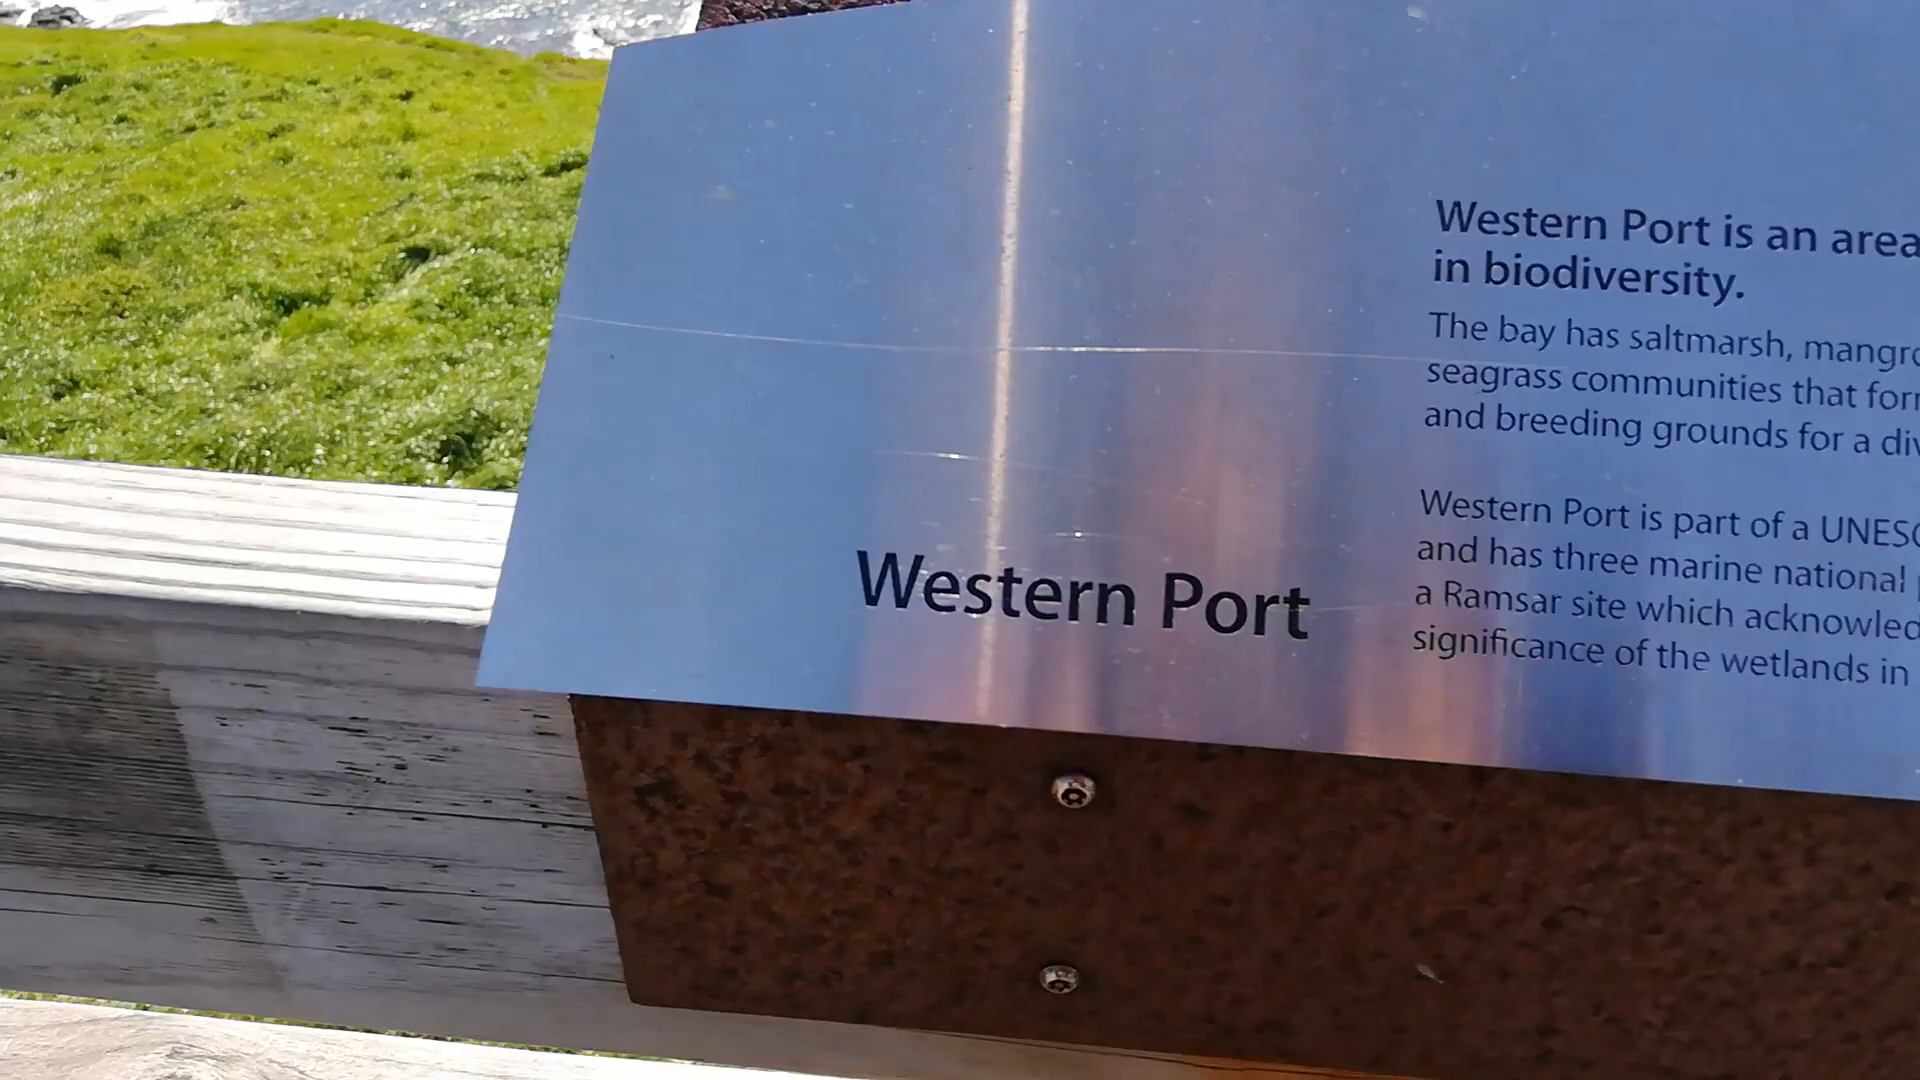 Western Port is an area
in biodiversity.
The bay has saltmarsh,
seagrass communities that
and breeding grounds for a
Western Port is part of a
and has three marine national
a Ramsar site which
significance of the wetlands in
Western Port